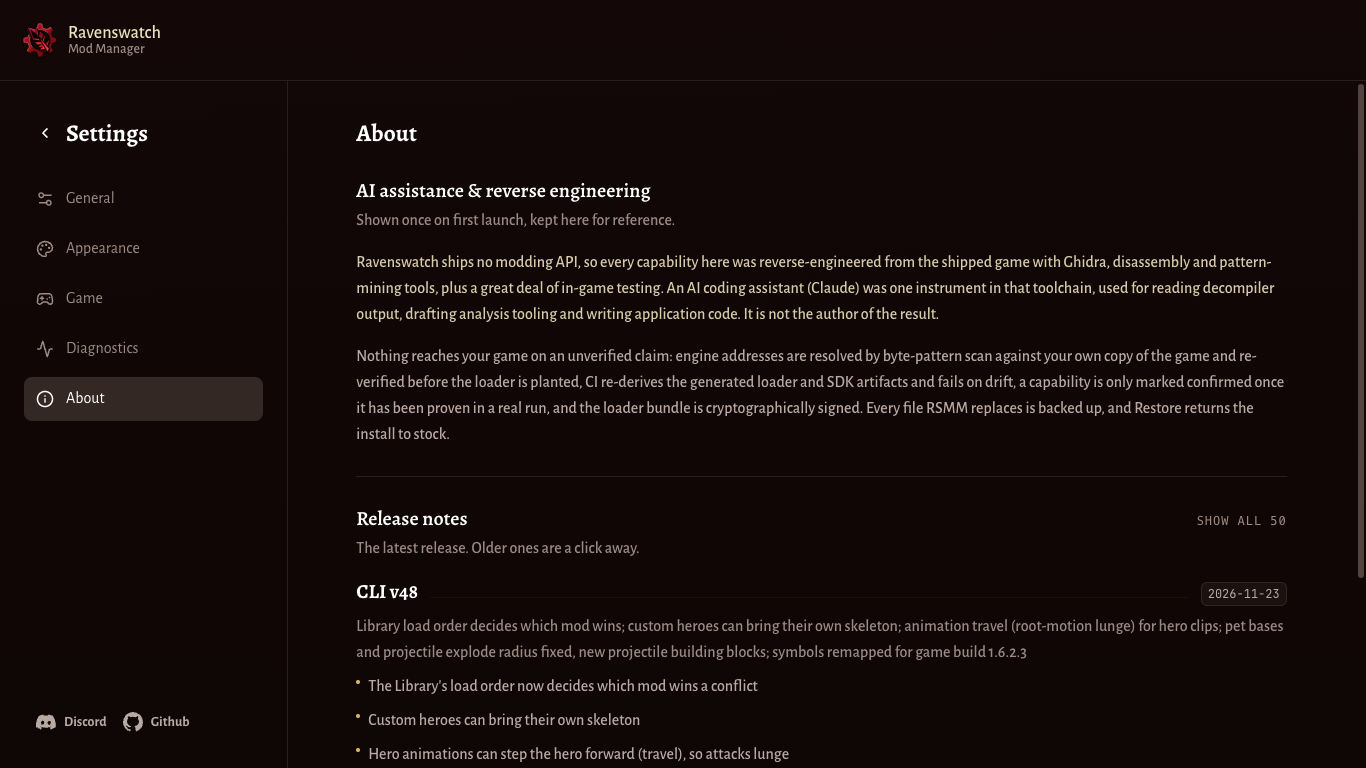 Ravenswatch
Mod Manager
Settings
General
Appearance
Game
Diagnostics
About
Discord
Github
About
AI assistance & reverse engineering
Shown once on first launch, kept here for reference.
Ravenswatch ships no modding API, so every capability here was reverse-engineered from the shipped game with Ghidra, disassembly and pattern-
mining tools, plus a great deal of in-game testing. An AI coding assistant (Claude) was one instrument in that toolchain, used for reading decompiler
output, drafting analysis tooling and writing application code. It is not the author of the result.
Nothing reaches your game on an unverified claim: engine addresses are resolved by byte-pattern scan against your own copy of the game and re-
verified before the loader is planted, CI re-derives the generated loader and SDK artifacts and fails on drift, a capability is only marked confirmed once
it has been proven in a real run, and the loader bundle is cryptographically signed. Every file RSMM replaces is backed up, and Restore returns the
install to stock.
Release notes
SHOW ALL 50
The latest release. Older ones are a click away.
CLI v48
2026-11-23
Library load order decides which mod wins; custom heroes can bring their own skeleton; animation travel (root-motion lunge) for hero clips; pet bases
and projectile explode radius fixed, new projectile building blocks; symbols remapped for game build 1.6.2.3
• The Library's load order now decides which mod wins a conflict
• Custom heroes can bring their own skeleton
• Hero animations can step the hero forward (travel), so attacks lunge